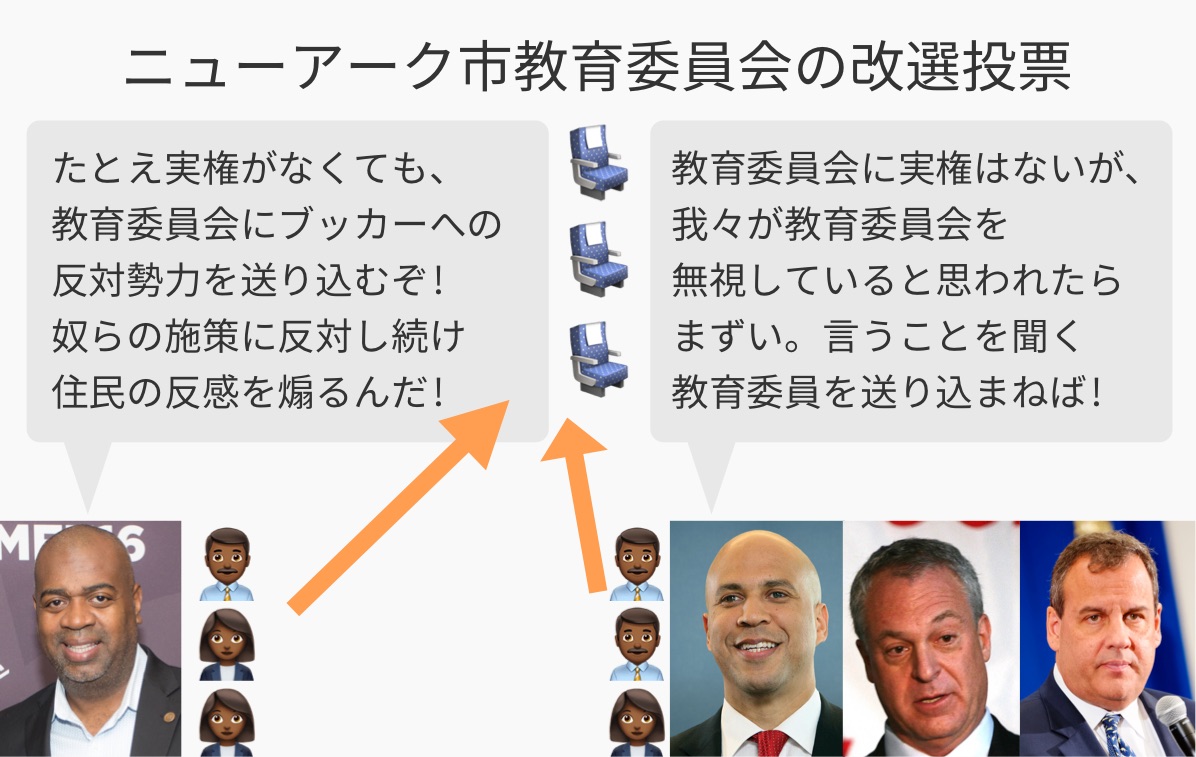 ニューアーク市教育委員会の改選投票
たとえ実権がなくても、
教育委員会にブッカーへの
反対勢力を送り込むぞ！
奴らの施策に反対し続け
住民の反感を煽るんだ！
教育委員会に実権はないが、
我々が教育委員会を
無視していると思われたら
まずい。言うことを聞く
教育委員を送り込まねば！